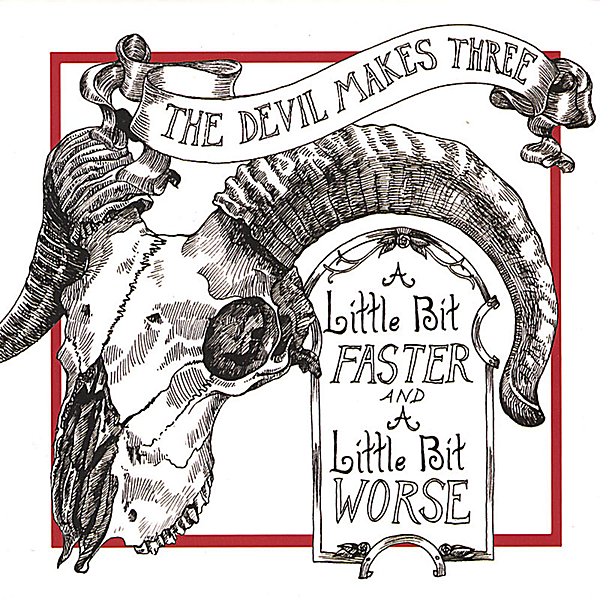 THE DEVIL MAKES THREE
A
Little Bit
FASTER
AND
A
Little Bit
WORSE